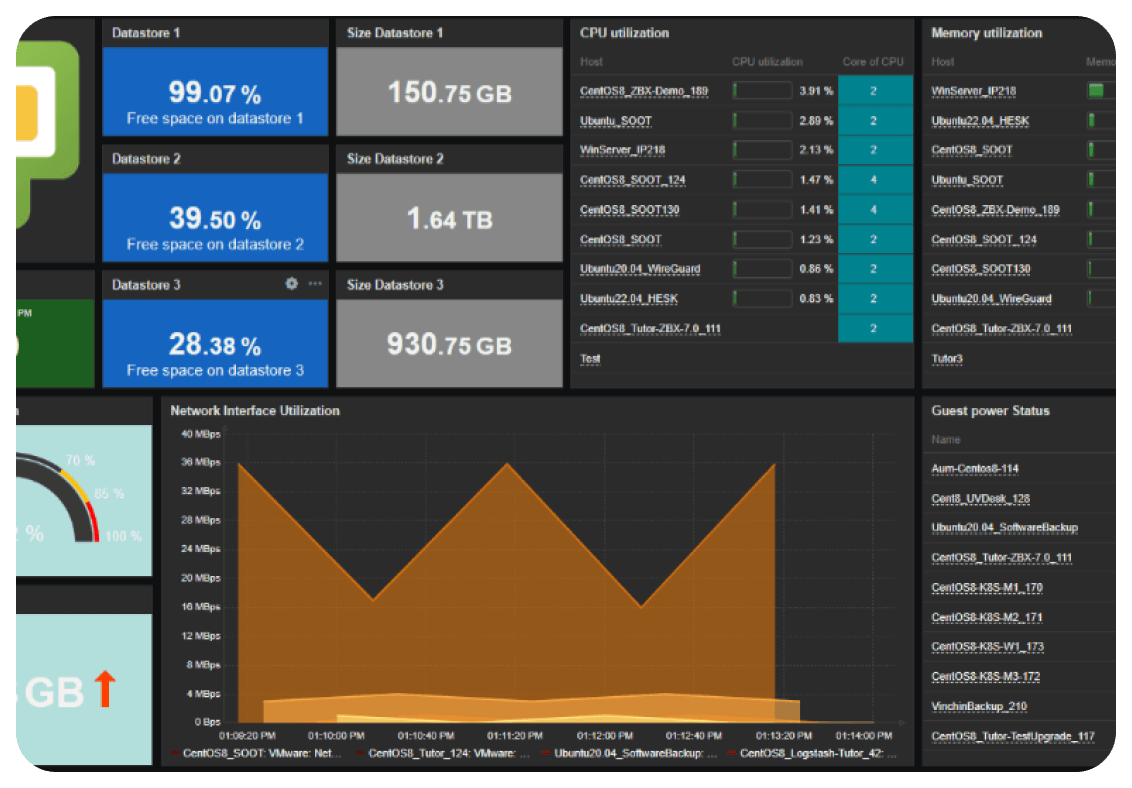 Datastore 1
99.07 %
Free space on datastore 1
Size Datastore 1
150.75 GB
Datastore 2
39.50 %
Free space on datastore 2
Size Datastore 2
1.64 TB
Datastore 3
28.38 %
Free space on datastore 3
Size Datastore 3
930.75 GB
PM
CPU utilization
Host CPU utilization Core of CPU
CentOS8_ZBX-Demo_189 3.91 % 2
Ubuntu_SOOT 2.89 % 2
WinServer_IP218 2.13 % 2
CentOS8_SOOT_124 1.47 % 4
CentOS8_SOOT130 1.41 % 4
CentOS8_SOOT 1.23 % 2
Ubuntu20.04_WireGuard 0.86 % 2
Ubuntu22.04_HESK 0.83 % 2
CentOS8_Tutor-ZBX-7.0_111 2
Test
Memory utilization
Host
WinServer_IP218
Ubuntu22.04_HESK
CentOS8_SOOT
Ubuntu_SOOT
CentOS8_ZBX-Demo_189
CentOS8_SOOT_124
CentOS8_SOOT130
Ubuntu20.04_WireGuard
CentOS8_Tutor-ZBX-7.0_111
Tutor3
70 %
85 %
100 %
%
GB
Network Interface Utilization
40 MBps
36 MBps
32 MBps
28 MBps
24 MBps
20 MBps
16 MBps
12 MBps
8 MBps
4 MBps
0 Bps
01:09:20 PM 01:10:00 PM 01:10:40 PM 01:11:20 PM 01:12:00 PM 01:12:40 PM 01:13:20 PM 01:14:00 PM
CentOS8_SOOT: VMware: Net... CentOS8_Tutor_124: VMware: ... Ubuntu20.04_SoftwareBackup: ... CentOS8_Logstash-Tutor_42: ...
Guest power Status
Name
Aum-Centos8-114
Cent8_UVDesk_128
Ubuntu20.04_SoftwareBackup
CentOS8_Tutor-ZBX-7.0_111
CentOS8-K8S-M1_170
CentOS8-K8S-M2_171
CentOS8-K8S-W1_173
CentOS8-K8S-M3-172
VinchinBackup_210
CentOS8_Tutor-TestUpgrade_117